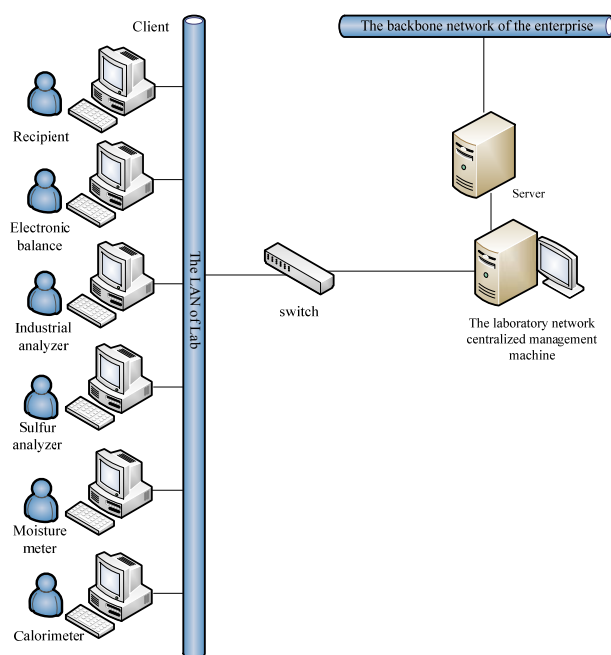 Client
The backbone network of the enterprise
Recipient
Electronic
balance
Industrial
analyzer
Sulfur
analyzer
Moisture
meter
Calorimeter
The LAN of Lab
switch
Server
The laboratory network
centralized management
machine